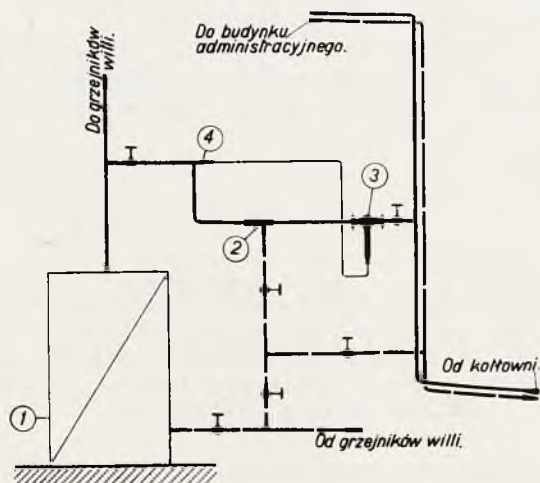 Do budynku
administracyjnego.
Do grzejników
willi.
4
3
2
Od kotłowni.
1
Od grzejników willi.